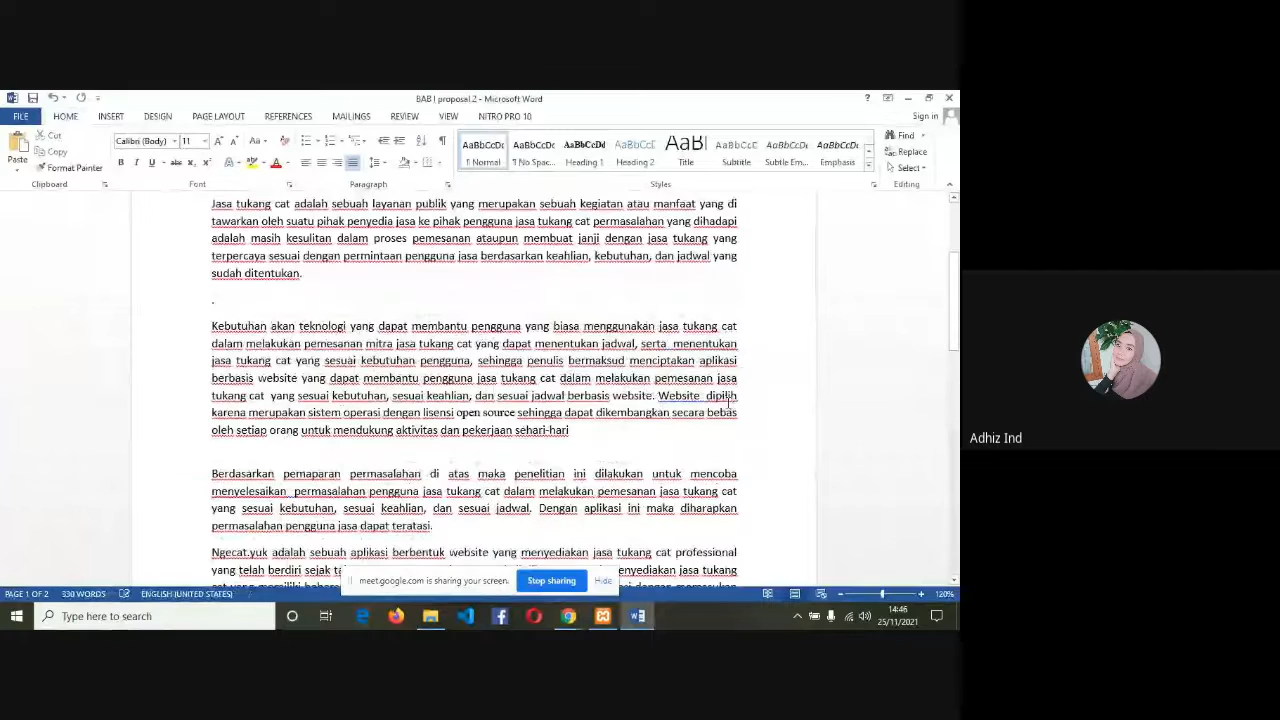 BAB I proposal 2 - Microsoft Word
Sign in
FILE HOME INSERT DESIGN PAGE LAYOUT REFERENCES MAILINGS REVIEW VIEW NITRO PRO 10
Paste
Cut
Copy
Format Painter
Calibri (Body) 11
AaBbCcDc AaBbCcDc AaBbCcDd AaBbCcD AaB AaBbCcD AaBbCcDc AaBbCcDc
¶ Normal ¶ No Spac... Heading 1 Heading 2 Title Subtitle Subtle Em... Emphasis
Find
Replace
Select
Clipboard Font Paragraph Styles Editing
Jasa tukang cat adalah sebuah layanan publik yang merupakan sebuah kegiatan atau manfaat yang di
tawarkan oleh suatu pihak penyedia jasa ke pihak pengguna jasa tukang cat permasalahan yang dihadapi
adalah masih kesulitan dalam proses pemesanan ataupun membuat janji dengan jasa tukang yang
terpercaya sesuai dengan permintaan pengguna jasa berdasarkan keahlian, kebutuhan, dan jadwal yang
sudah ditentukan.
.
Kebutuhan akan teknologi yang dapat membantu pengguna yang biasa menggunakan jasa tukang cat
dalam melakukan pemesanan mitra jasa tukang cat yang dapat menentukan jadwal, serta menentukan
jasa tukang cat yang sesuai kebutuhan pengguna, sehingga penulis bermaksud menciptakan aplikasi
berbasis website yang dapat membantu pengguna jasa tukang cat dalam melakukan pemesanan jasa
tukang cat yang sesuai kebutuhan, sesuai keahlian, dan sesuai jadwal berbasis website. Website dipilih
karena merupakan sistem operasi dengan lisensi open source sehingga dapat dikembangkan secara bebas
oleh setiap orang untuk mendukung aktivitas dan pekerjaan sehari-hari
Berdasarkan pemaparan permasalahan di atas maka penelitian ini dilakukan untuk mencoba
menyelesaikan permasalahan pengguna jasa tukang cat dalam melakukan pemesanan jasa tukang cat
yang sesuai kebutuhan, sesuai keahlian, dan sesuai jadwal. Dengan aplikasi ini maka diharapkan
permasalahan pengguna jasa dapat teratasi.
Ngecat.yuk adalah sebuah aplikasi berbentuk website yang menyediakan jasa tukang cat professional
yang telah berdiri sejak menyediakan jasa tukang
meet.google.com is sharing your screen.
Stop sharing
Hide
PAGE 1 OF 2 930 WORDS ENGLISH (UNITED STATES) 120%
Type here to search
14:46
25/11/2021
Adhiz Ind